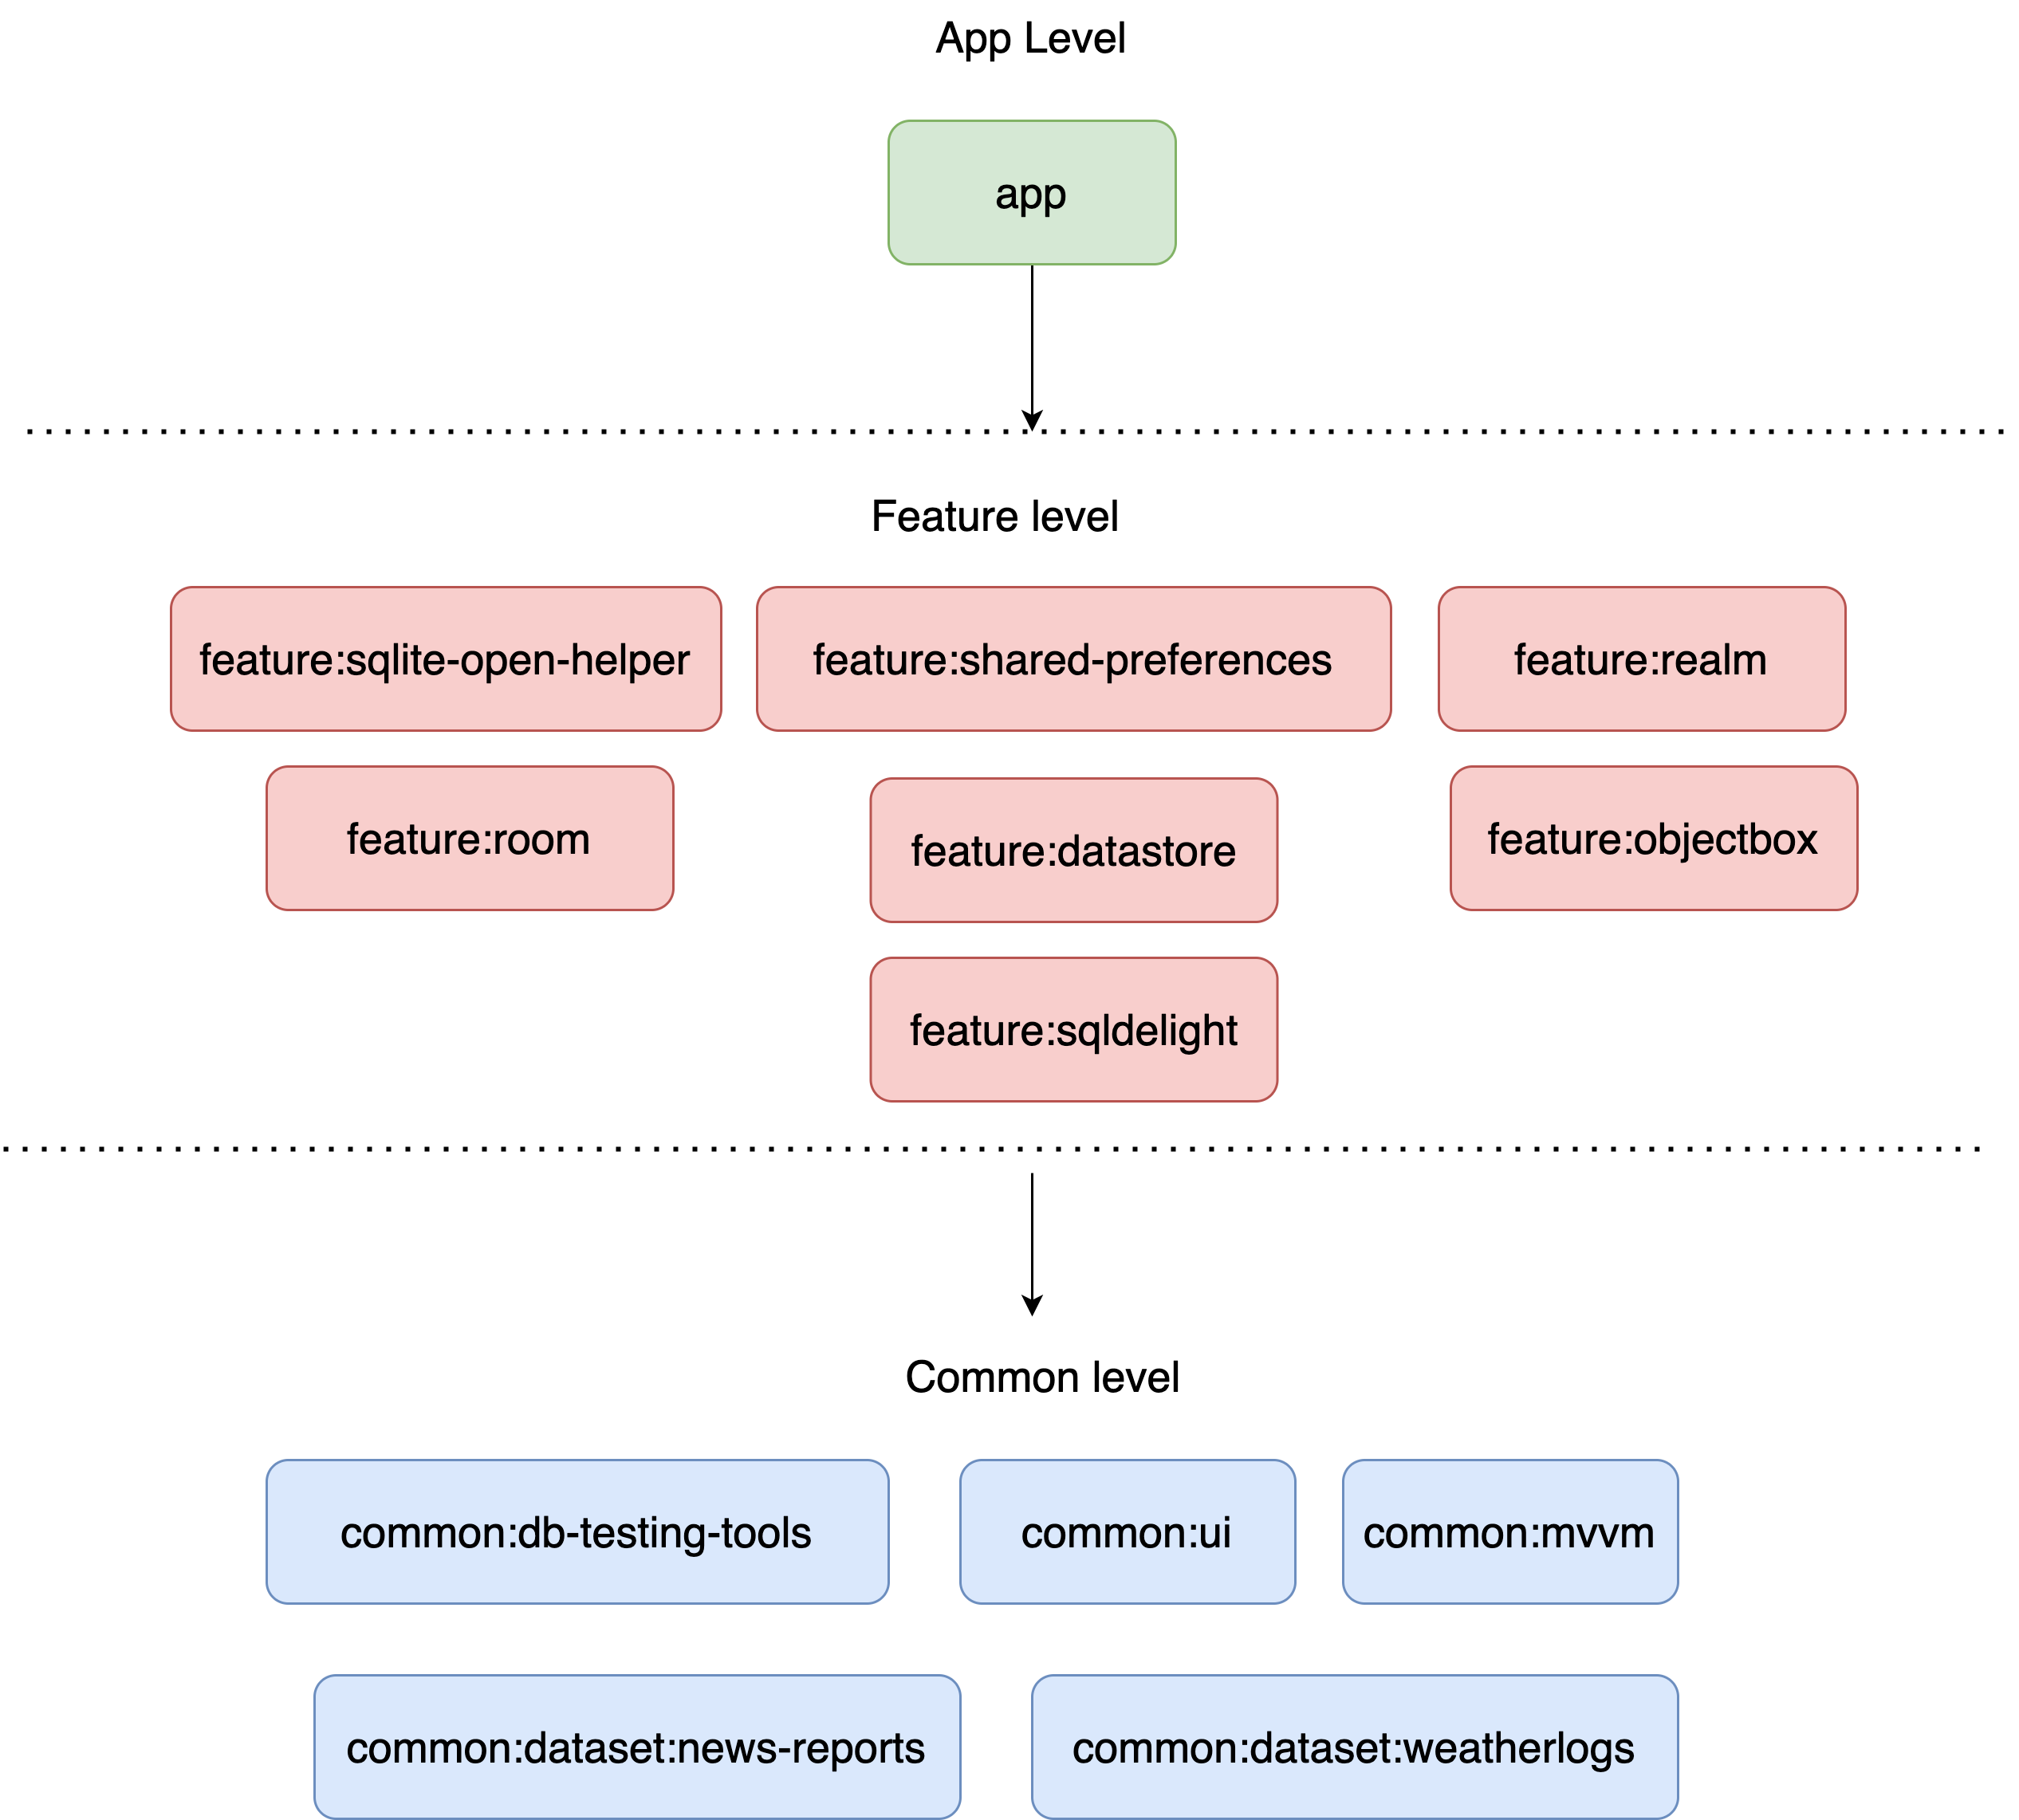 App Level
app
Feature level
feature:sqlite-open-helper
feature:shared-preferences
feature:realm
feature:room
feature:datastore
feature:objectbox
feature:sqldelight
Common level
common:db-testing-tools
common:ui
common:mvvm
common:dataset:news-reports
common:dataset:weatherlogs